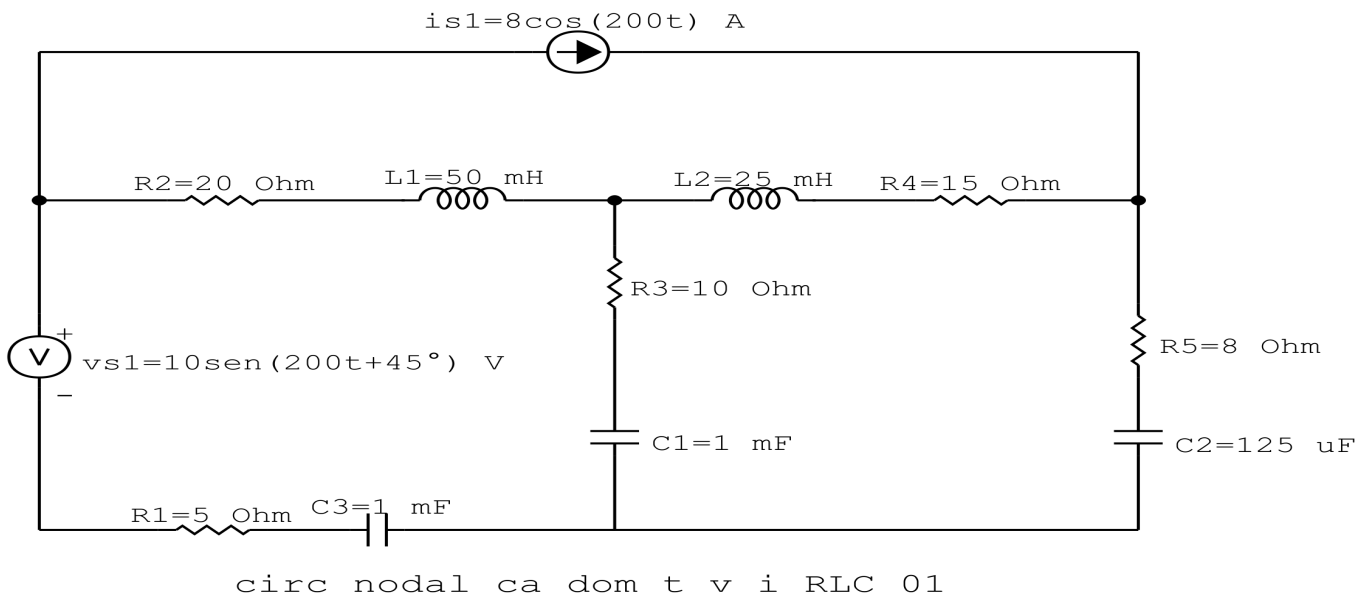 is1=8cos(200t) A
R2=20 Ohm
L1=50 mH
L2=25 mH
R4=15 Ohm
R3=10 Ohm
+
V
vs1=10sen(200t+45°) V
−
R5=8 Ohm
C1=1 mF
C2=125 uF
R1=5 Ohm
C3=1 mF
circ nodal ca dom t v i RLC 01